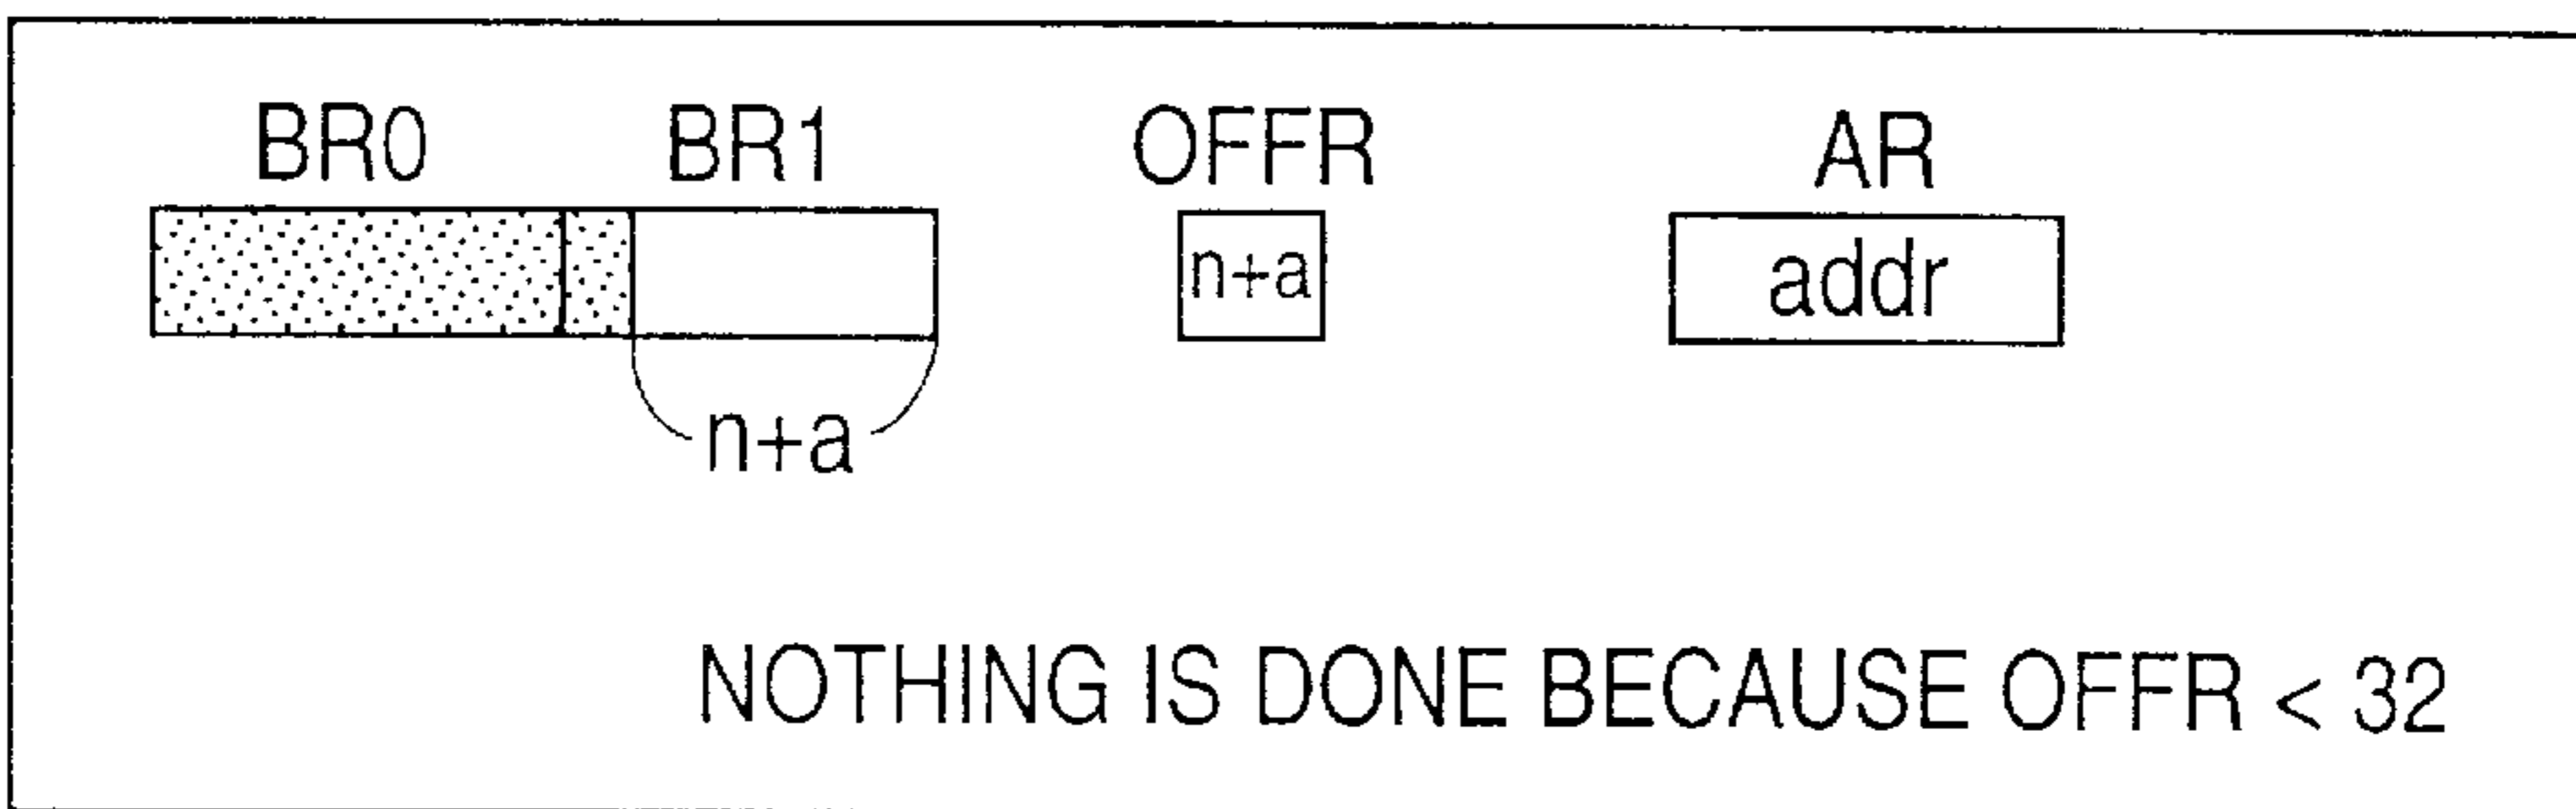 BR0 BR1 OFFR AR
n+a addr
n+a
NOTHING IS DONE BECAUSE OFFR < 32